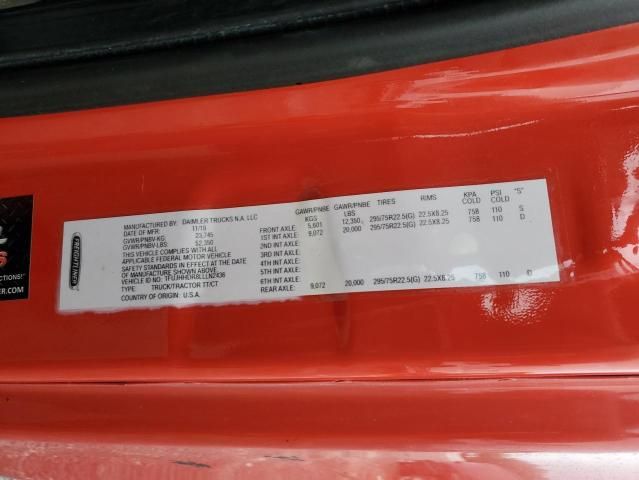 GAWR/PNBE GAWR/PNBE TIRES RIMS KPA PSI "S"
KGS LBS COLD COLD
MANUFACTURED BY: DAIMLER TRUCKS N.A. LLC
DATE OF MFR: 11/19 FRONT AXLE: 5,601 12,350 295/75R22.5(G) 22.5X8.25 758 110 S
GVWR/PNBV-KG: 23,745 1ST INT AXLE: 9,072 20,000 295/75R22.5(G) 22.5X8.25 758 110 D
GVWR/PNBV-LBS: 52,350 2ND INT AXLE:
THIS VEHICLE COMPLIES WITH ALL 3RD INT AXLE:
APPLICABLE FEDERAL MOTOR VEHICLE 4TH INT AXLE:
SAFETY STANDARDS IN EFFECT AT THE DATE 5TH INT AXLE:
OF MANUFACTURE SHOWN ABOVE 6TH INT AXLE:
VEHICLE ID NO.: REAR AXLE: 9,072 20,000 295/75R22.5(G) 22.5X8.25 758 110 D
TYPE: TRUCK/TRACTOR TT/CT
COUNTRY OF ORIGIN: U.S.A.
FREIGHTLINER